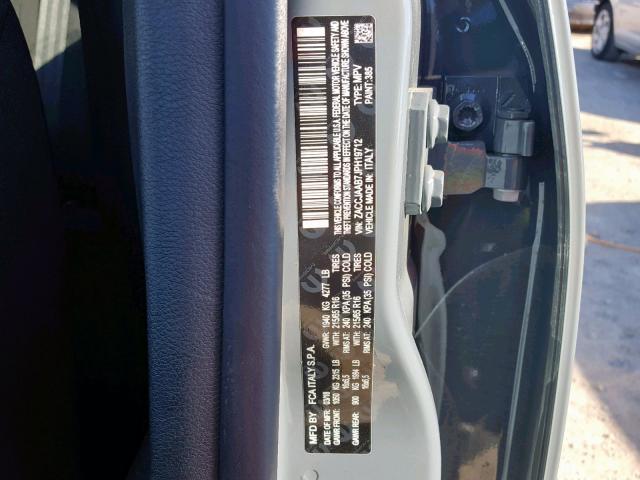 MFD BY FCA ITALY S.P.A.
DATE OF MFR: 03/18 GVWR: 1940 KG 4277 LB
GAWR FRONT: 1050 KG 2315 LB WITH: 215/65 R16 TIRES
16x6,5 RIMS AT: 240 KPA (35 PSI) COLD
GAWR REAR: 900 KG 1984 LB WITH: 215/65 R16 TIRES
16x6,5 RIMS AT: 240 KPA (35 PSI) COLD
THIS VEHICLE CONFORMS TO ALL APPLICABLE U.S.A. FEDERAL MOTOR VEHICLE SAFETY AND
THEFT PREVENTION STANDARDS IN EFFECT ON THE DATE OF MANUFACTURE SHOWN ABOVE.
VIN: ZACCJAAB7JPH19712 TYPE: MPV
VEHICLE MADE IN: ITALY PAINT: 385